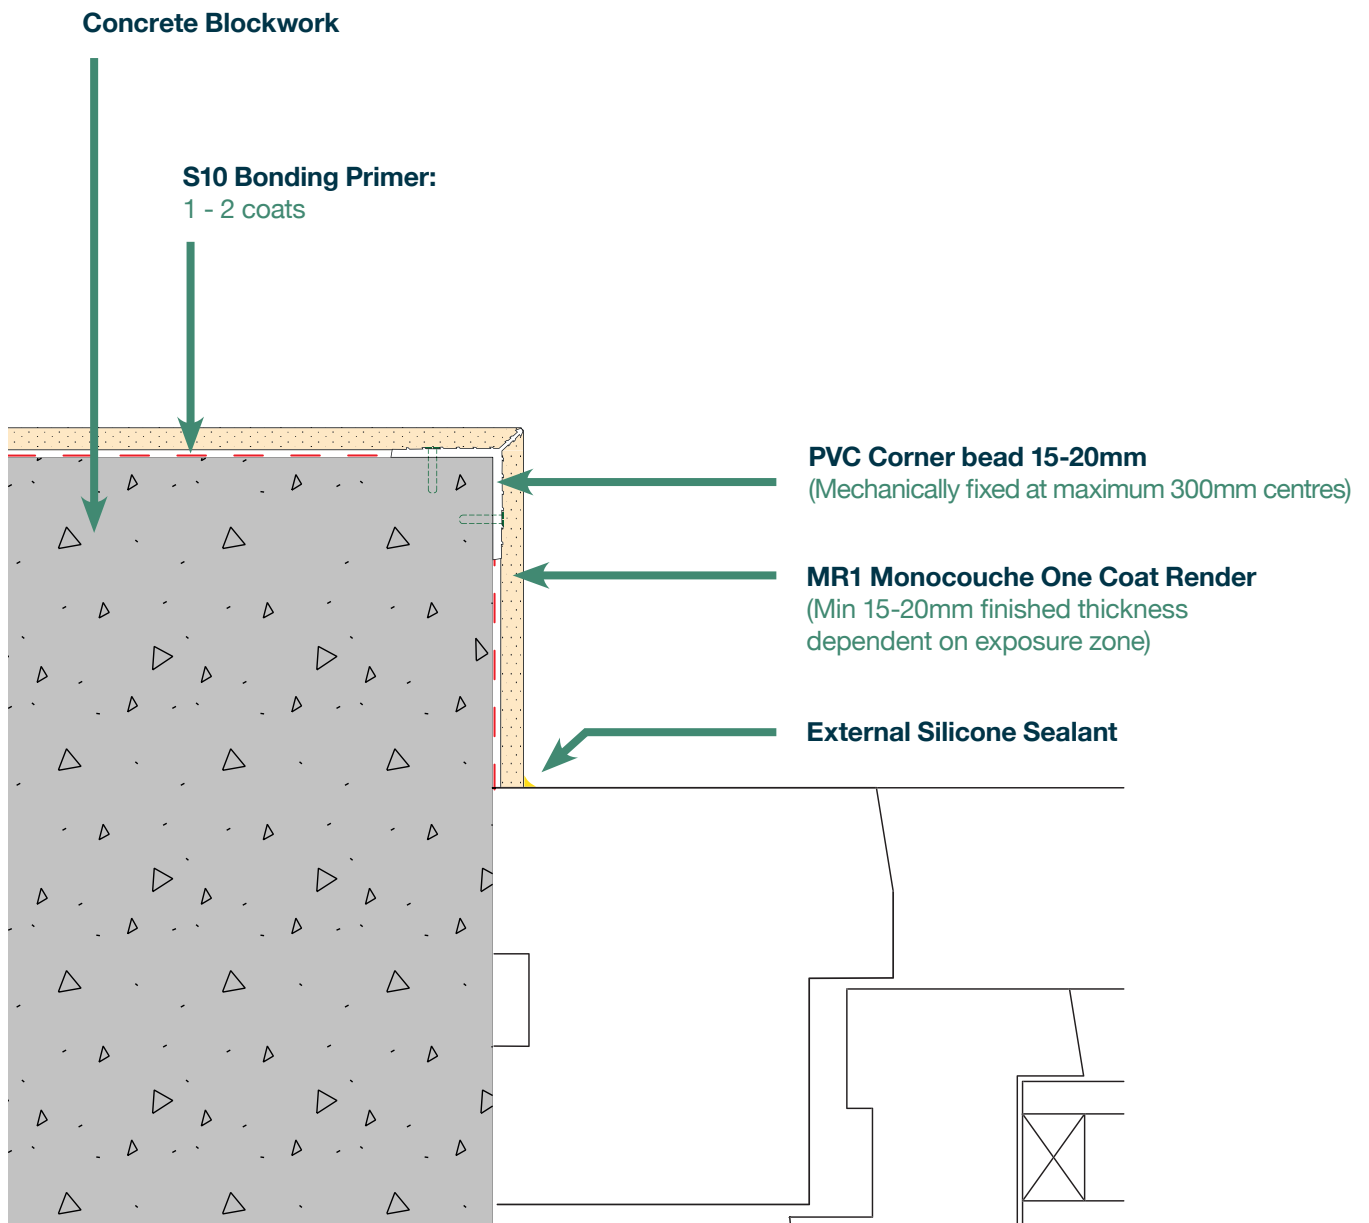 Concrete Blockwork
S10 Bonding Primer:
1 - 2 coats
PVC Corner bead 15-20mm
(Mechanically fixed at maximum 300mm centres)
MR1 Monocouche One Coat Render
(Min 15-20mm finished thickness
dependent on exposure zone)
External Silicone Sealant